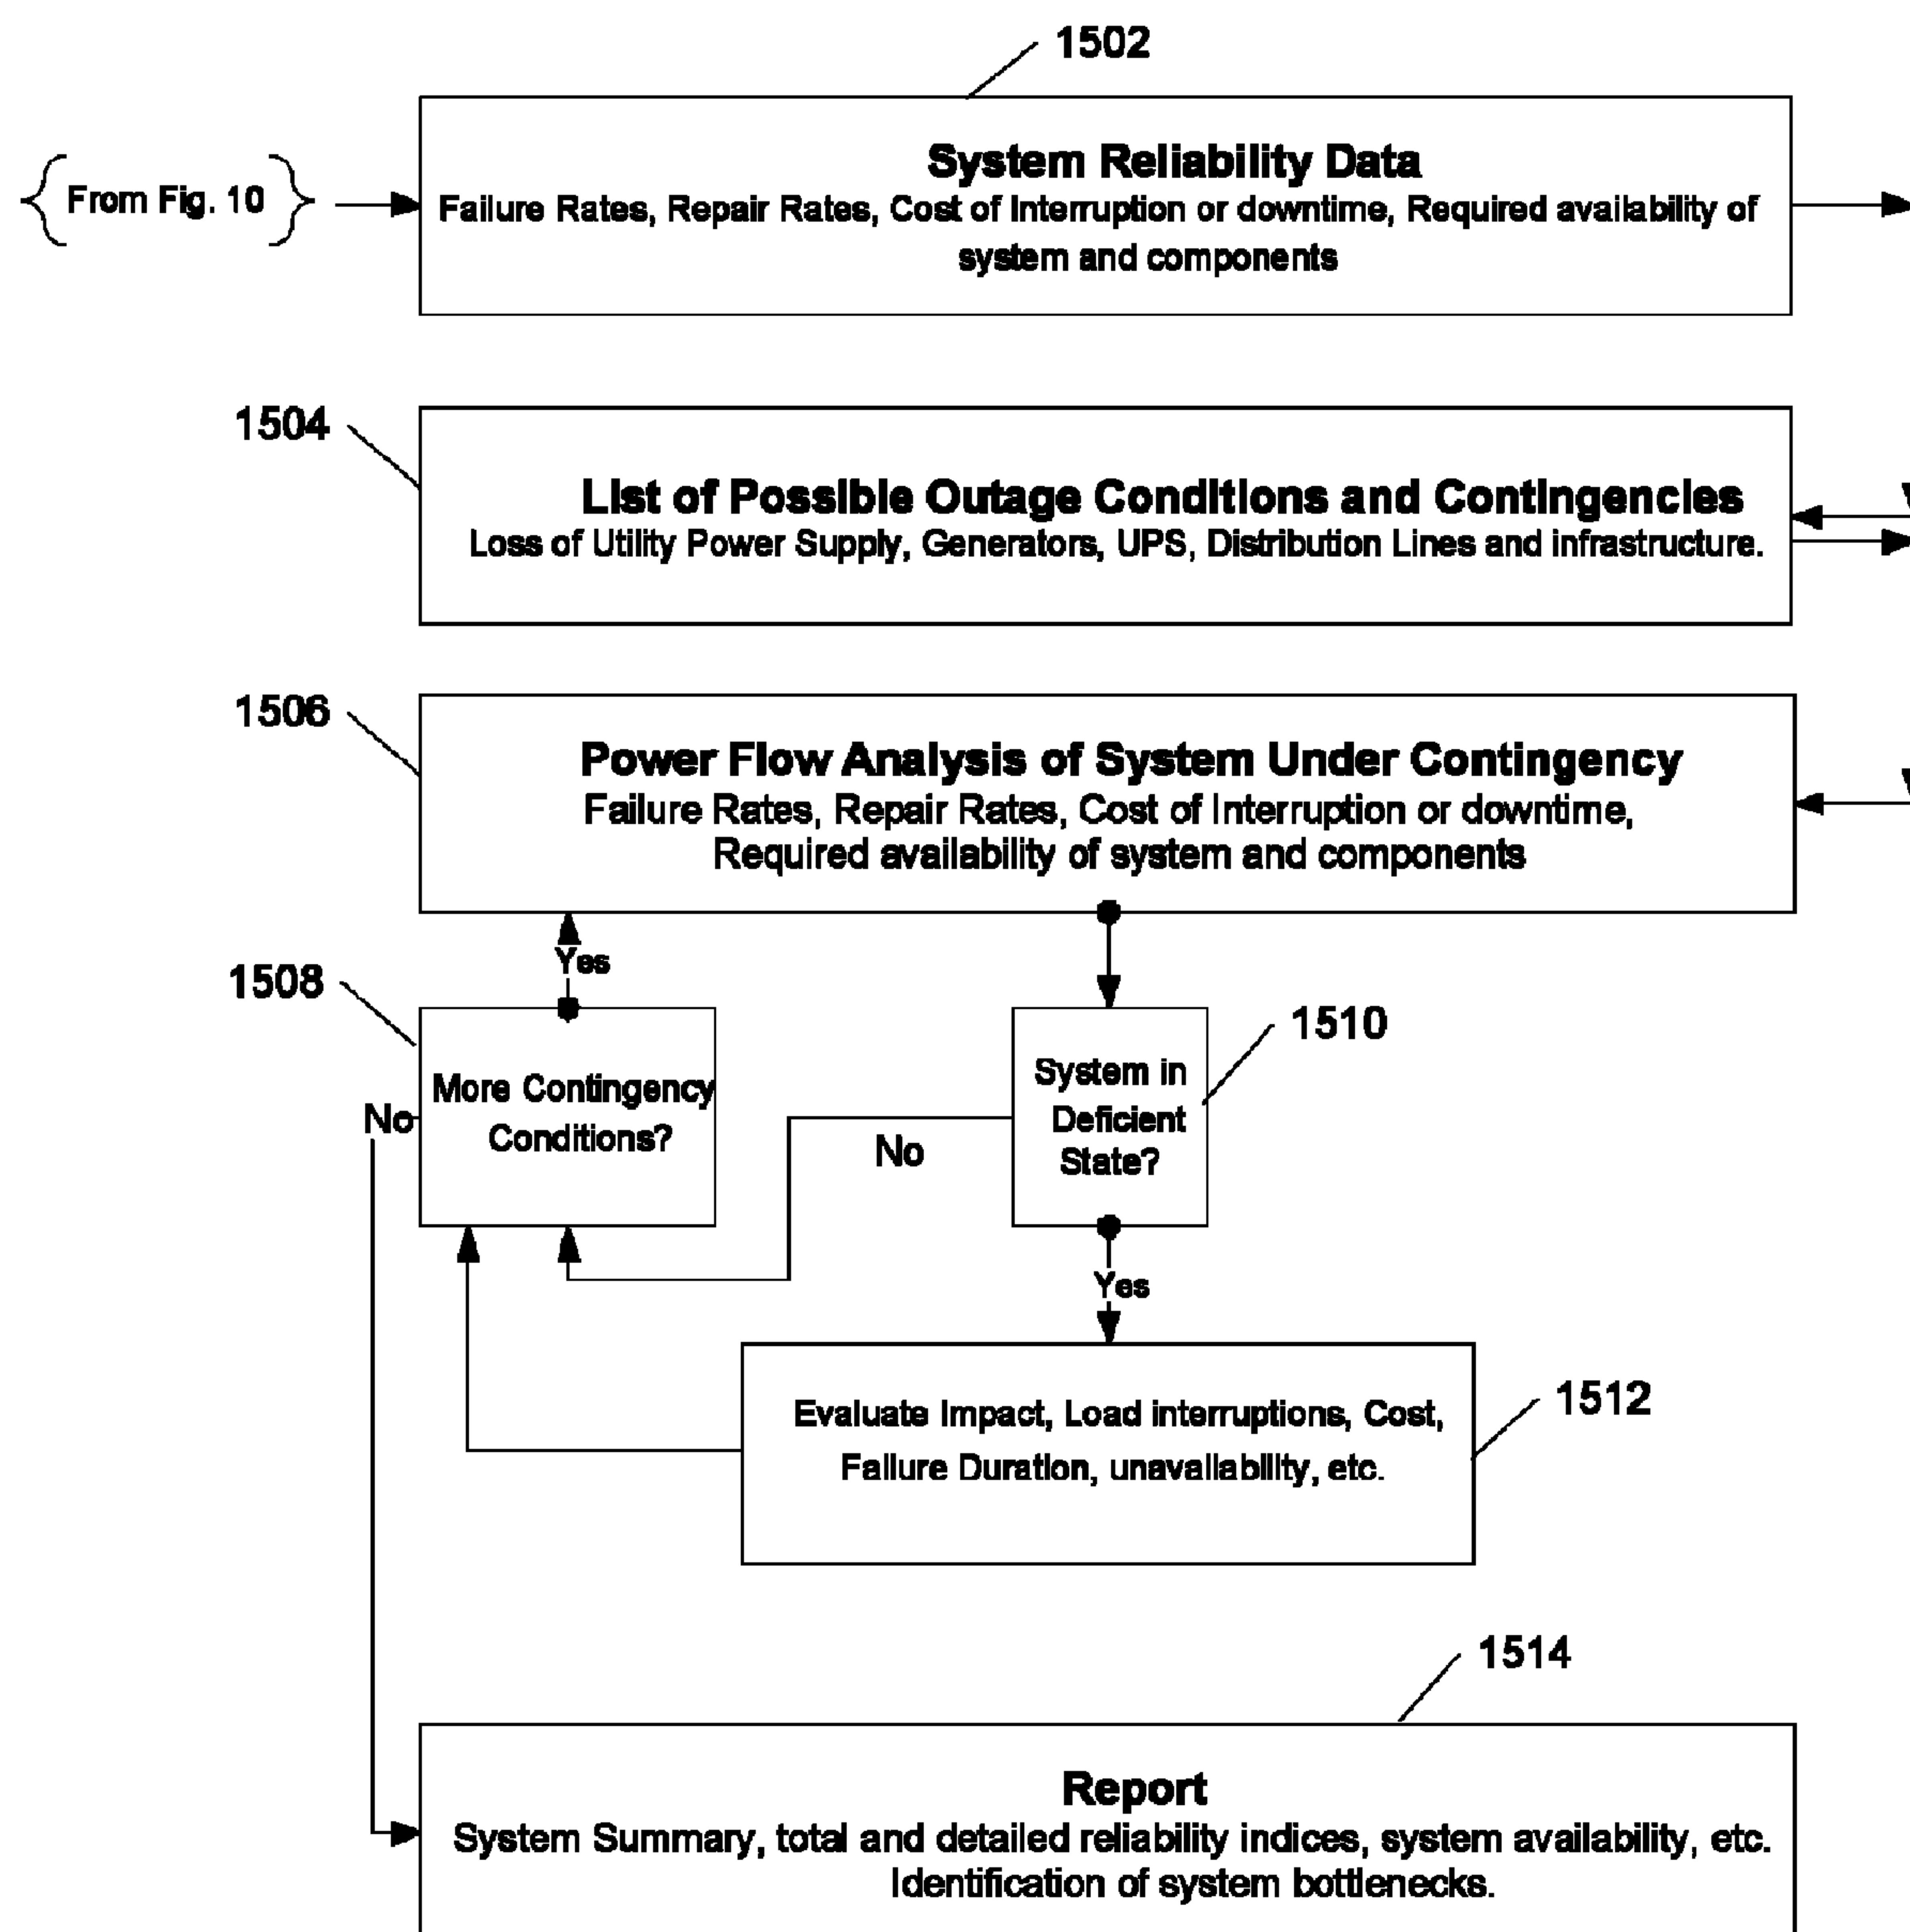 1502
System Reliability Data
From Fig. 10
Failure Rates, Repair Rates, Cost of Interruption or downtime, Required availability of
system and components
1504
List of Possible Outage Conditions and Contingencies
Loss of Utility Power Supply, Generators, UPS, Distribution Lines and infrastructure.
1506
Power Flow Analysis of System Under Contingency
Failure Rates, Repair Rates, Cost of Interruption or downtime,
Required availability of system and components
Yes
1508
1510
More Contingency
Conditions?
No
System in
Deficient
State?
No
Yes
1512
Evaluate Impact, Load interruptions, Cost,
Failure Duration, unavailability, etc.
1514
Report
System Summary, total and detailed reliability indices, system availability, etc.
Identification of system bottlenecks.